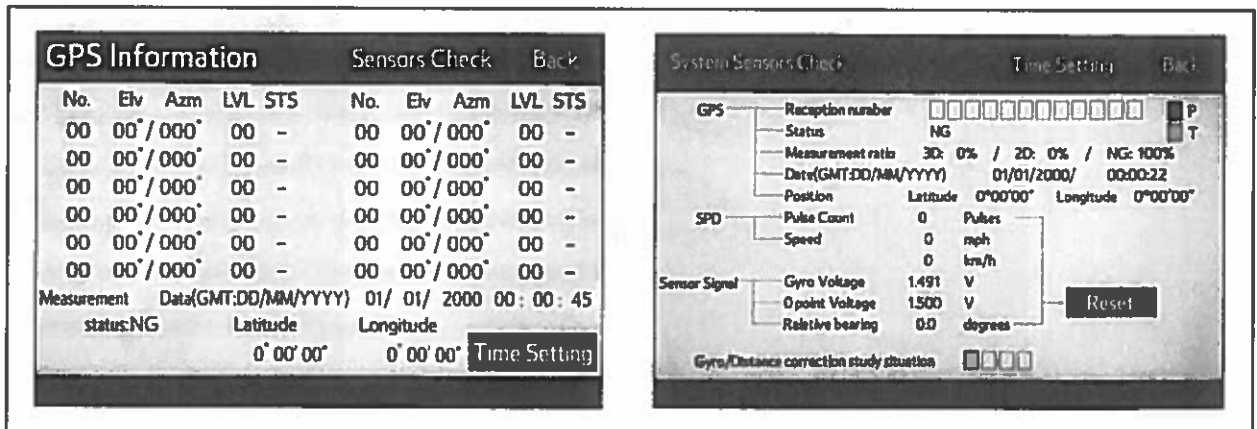 GPS Information Sensors Check Back
No. Elv Azm LVL STS No. Elv Azm LVL STS
00 00°/000° 00 – 00 00°/000° 00 –
00 00°/000° 00 – 00 00°/000° 00 –
00 00°/000° 00 – 00 00°/000° 00 –
00 00°/000° 00 – 00 00°/000° 00 –
00 00°/000° 00 – 00 00°/000° 00 –
00 00°/000° 00 – 00 00°/000° 00 –
Measurement Data(GMT:DD/MM/YYYY) 01/ 01/ 2000 00: 00: 45
status:NG Latitude Longitude
0°00'00" 0°00'00" Time Setting
System Sensors Check Time Setting Back
GPS Reception number P
Status NG T
Measurement ratio 3D: 0% / 2D: 0% / NG: 100%
Date(GMT:DD/MM/YYYY) 01/01/2000/ 00:00:22
Position Latitude 0°00'00" Longitude 0°00'00"
SPD Pulse Count 0 Pulses
Speed 0 mph
0 km/h
Sensor Signal Gyro Voltage 1.491 V
0 point Voltage 1.500 V Reset
Relative bearing 0.0 degrees
Gyro/Distance correction study situation